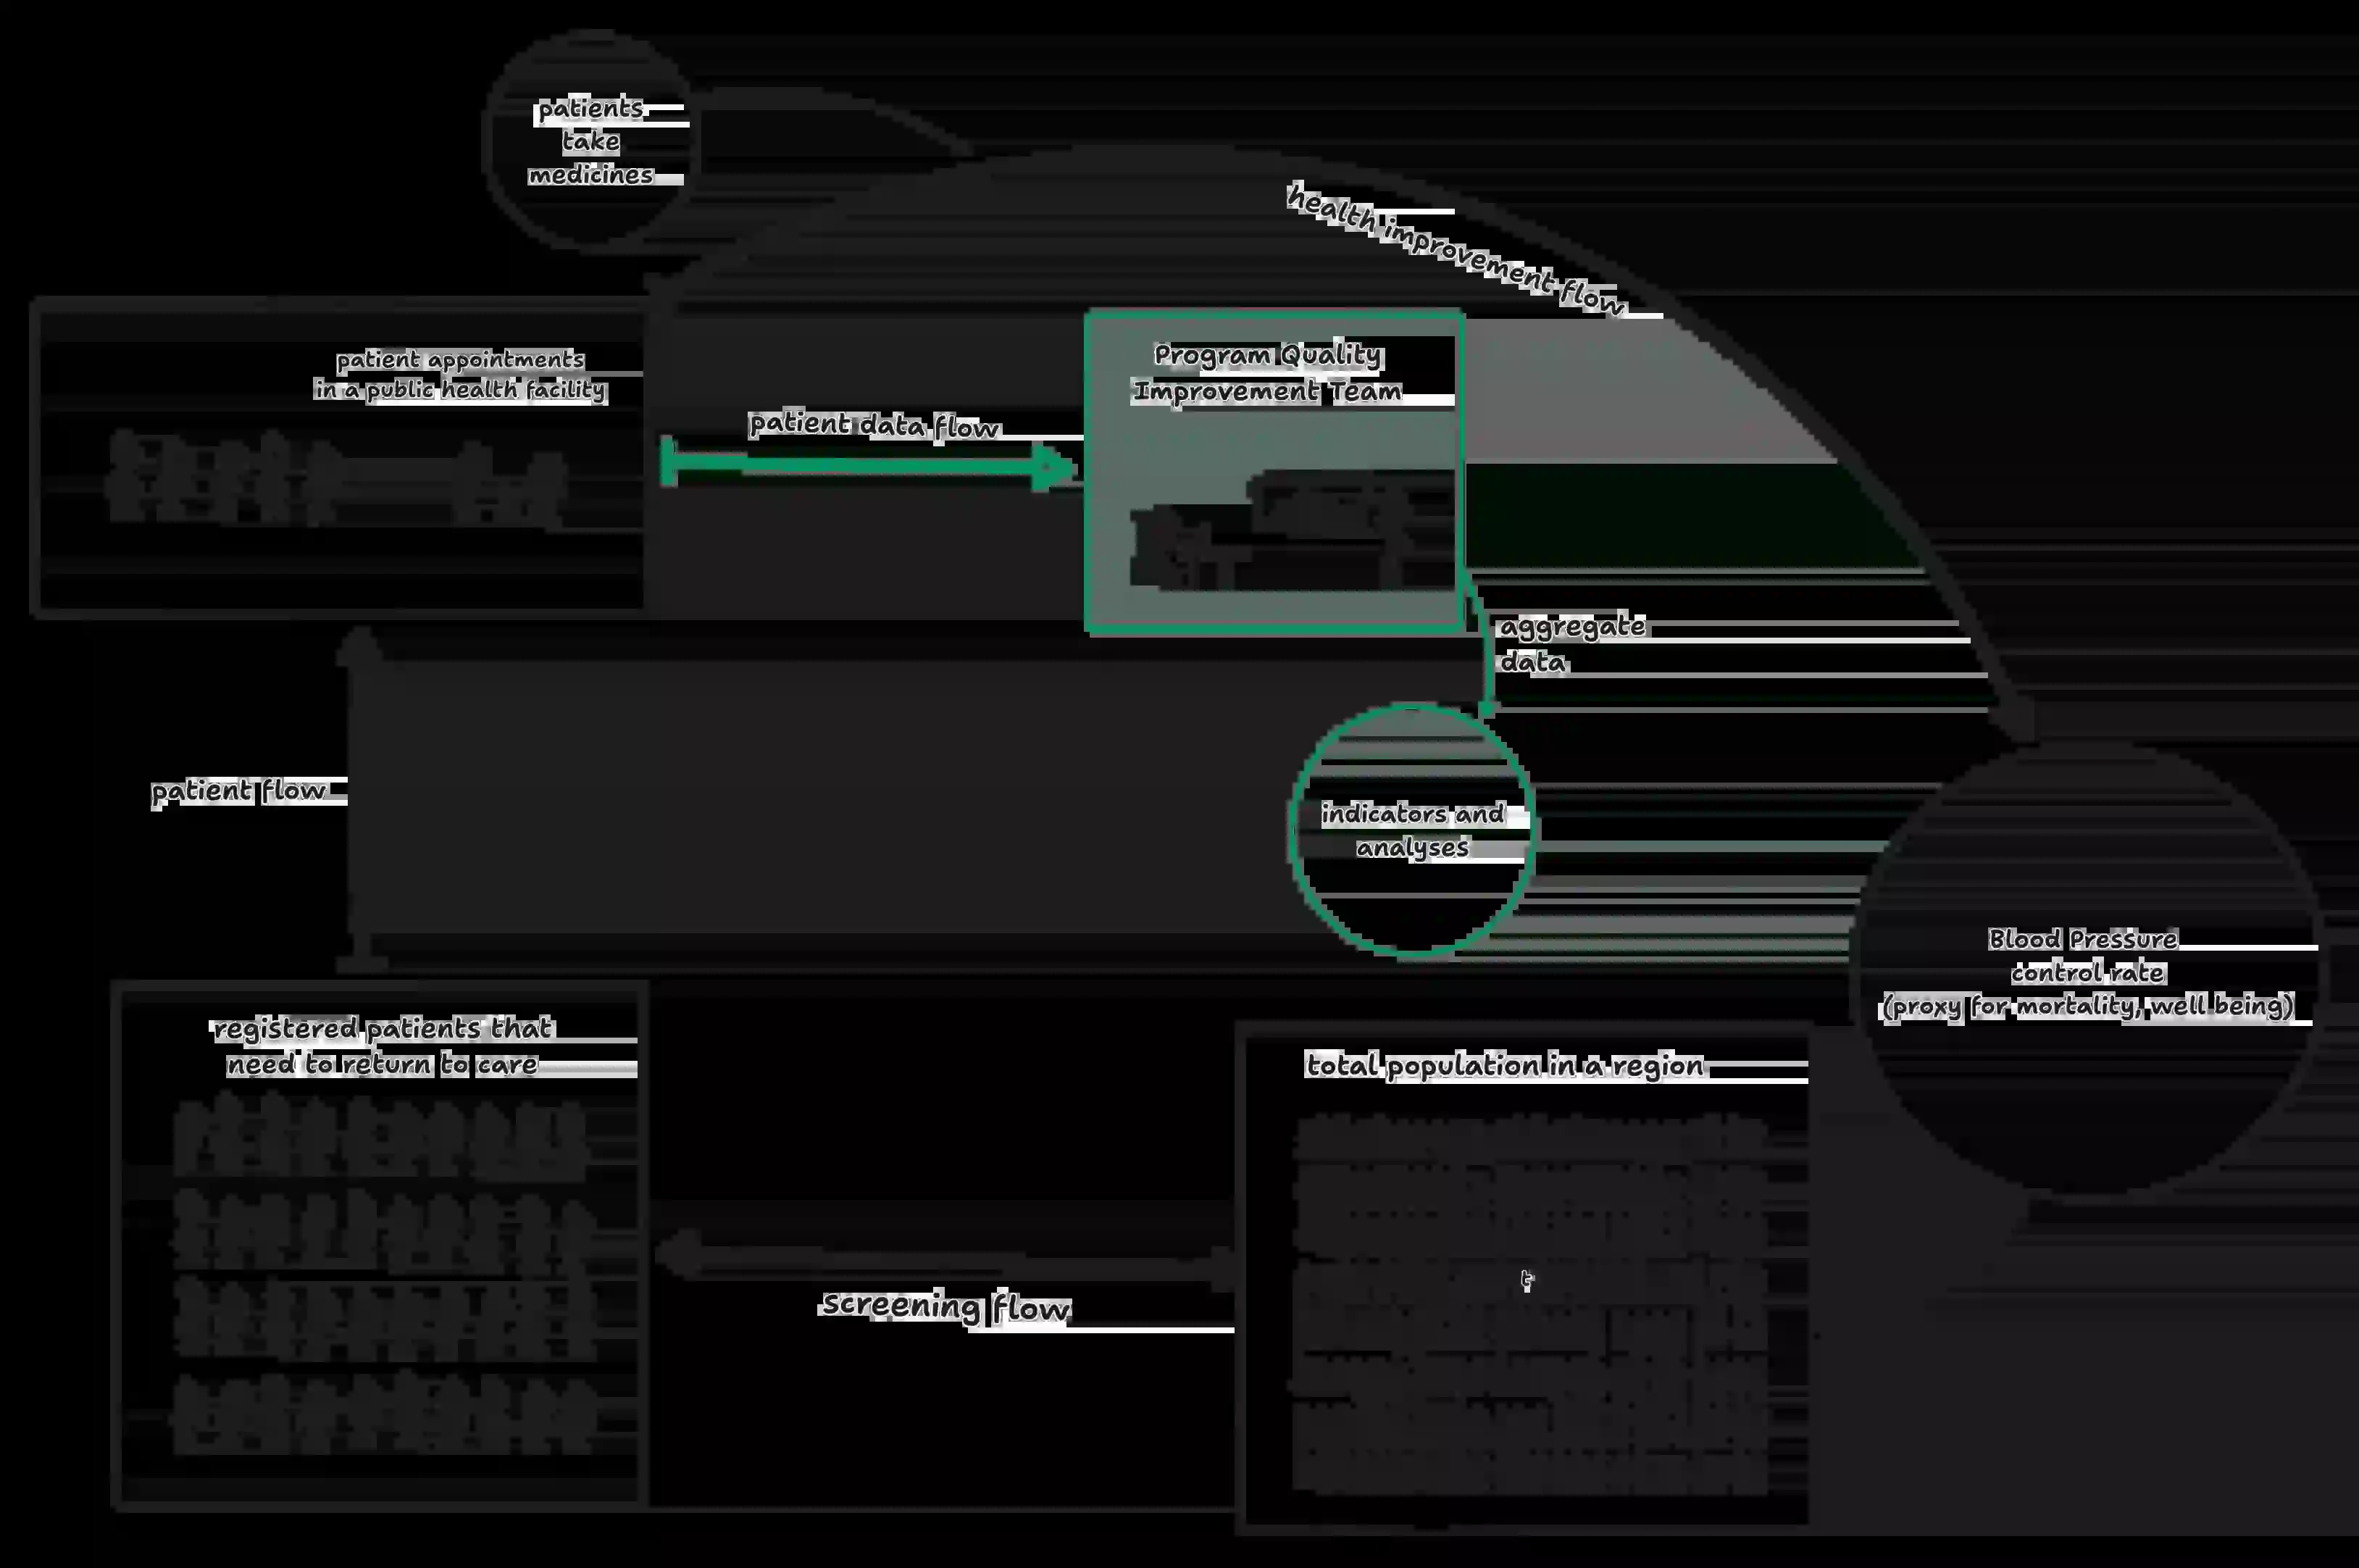 patients
take
medicines
health improvement flow
patient appointments
in a public health facility
Program Quality
Improvement Team
patient data flow
aggregate
data
patient flow
indicators and
analyses
Blood Pressure
control rate
(proxy for mortality, well being)
registered patients that
need to return to care
total population in a region
t
screening flow